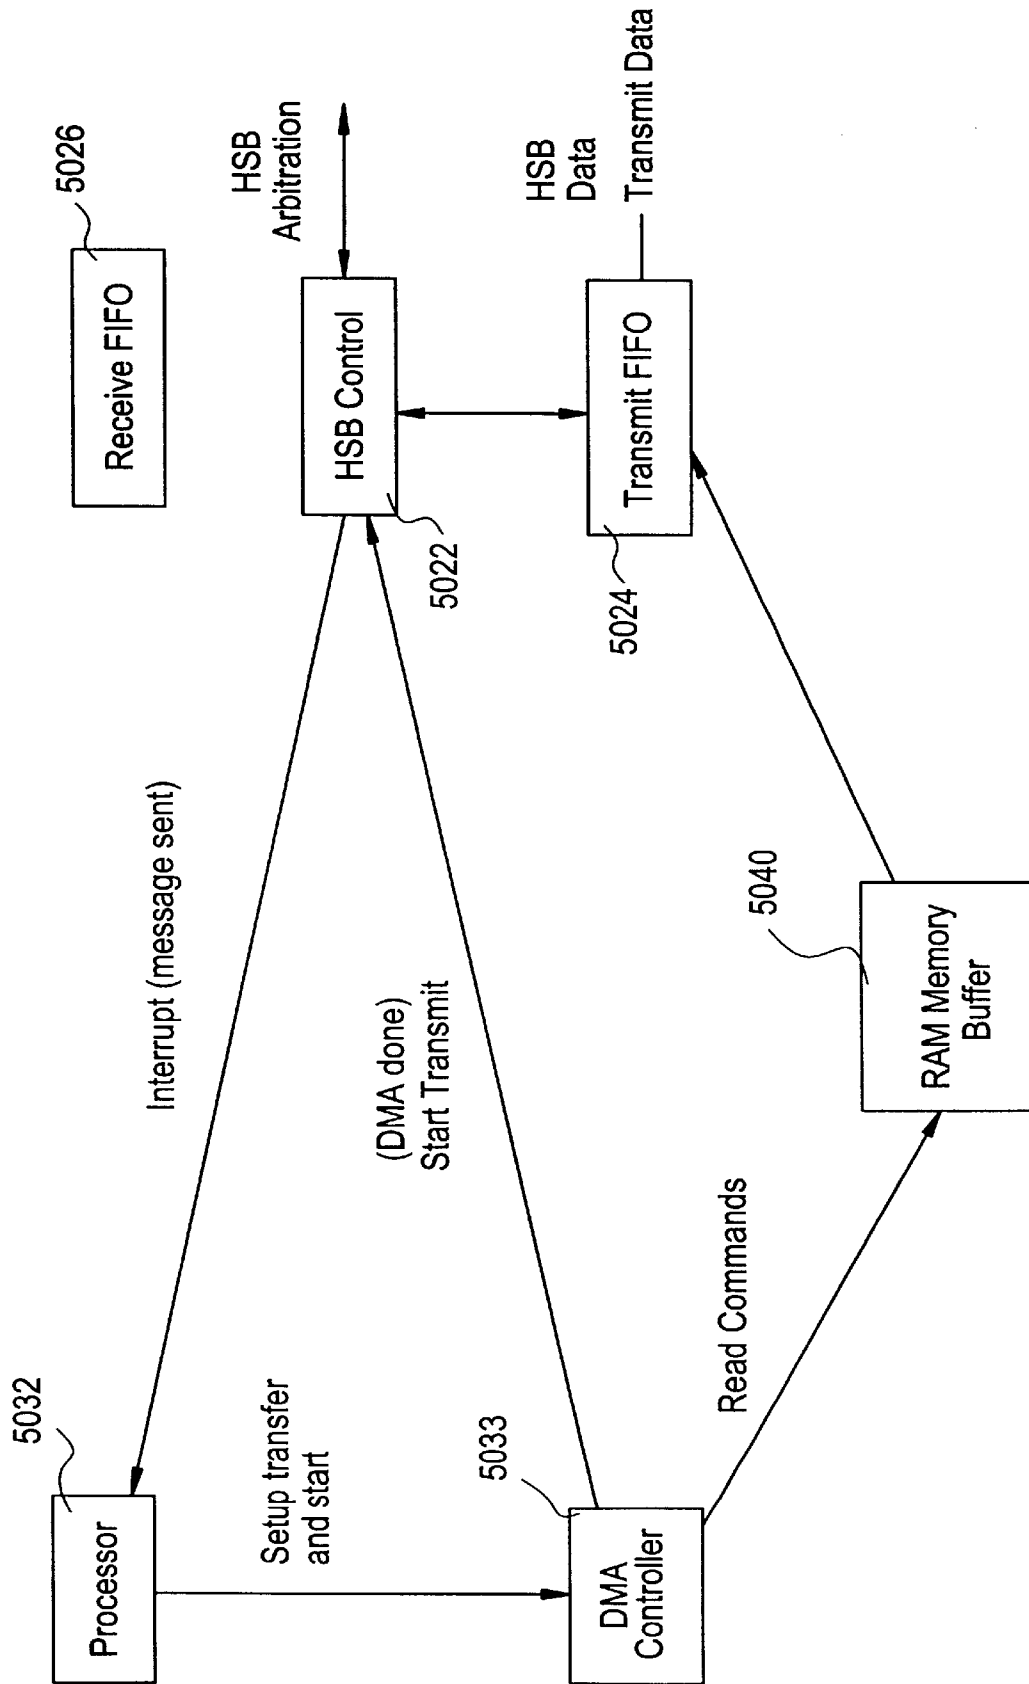 5032
Processor
Interrupt (message sent)
5026
Receive FIFO
Setup transfer
and start
(DMA done)
Start Transmit
HSB Control
5022
HSB
Arbitration
5033
DMA
Controller
Read Commands
5024
Transmit FIFO
HSB
Data
Transmit Data
5040
RAM Memory
Buffer